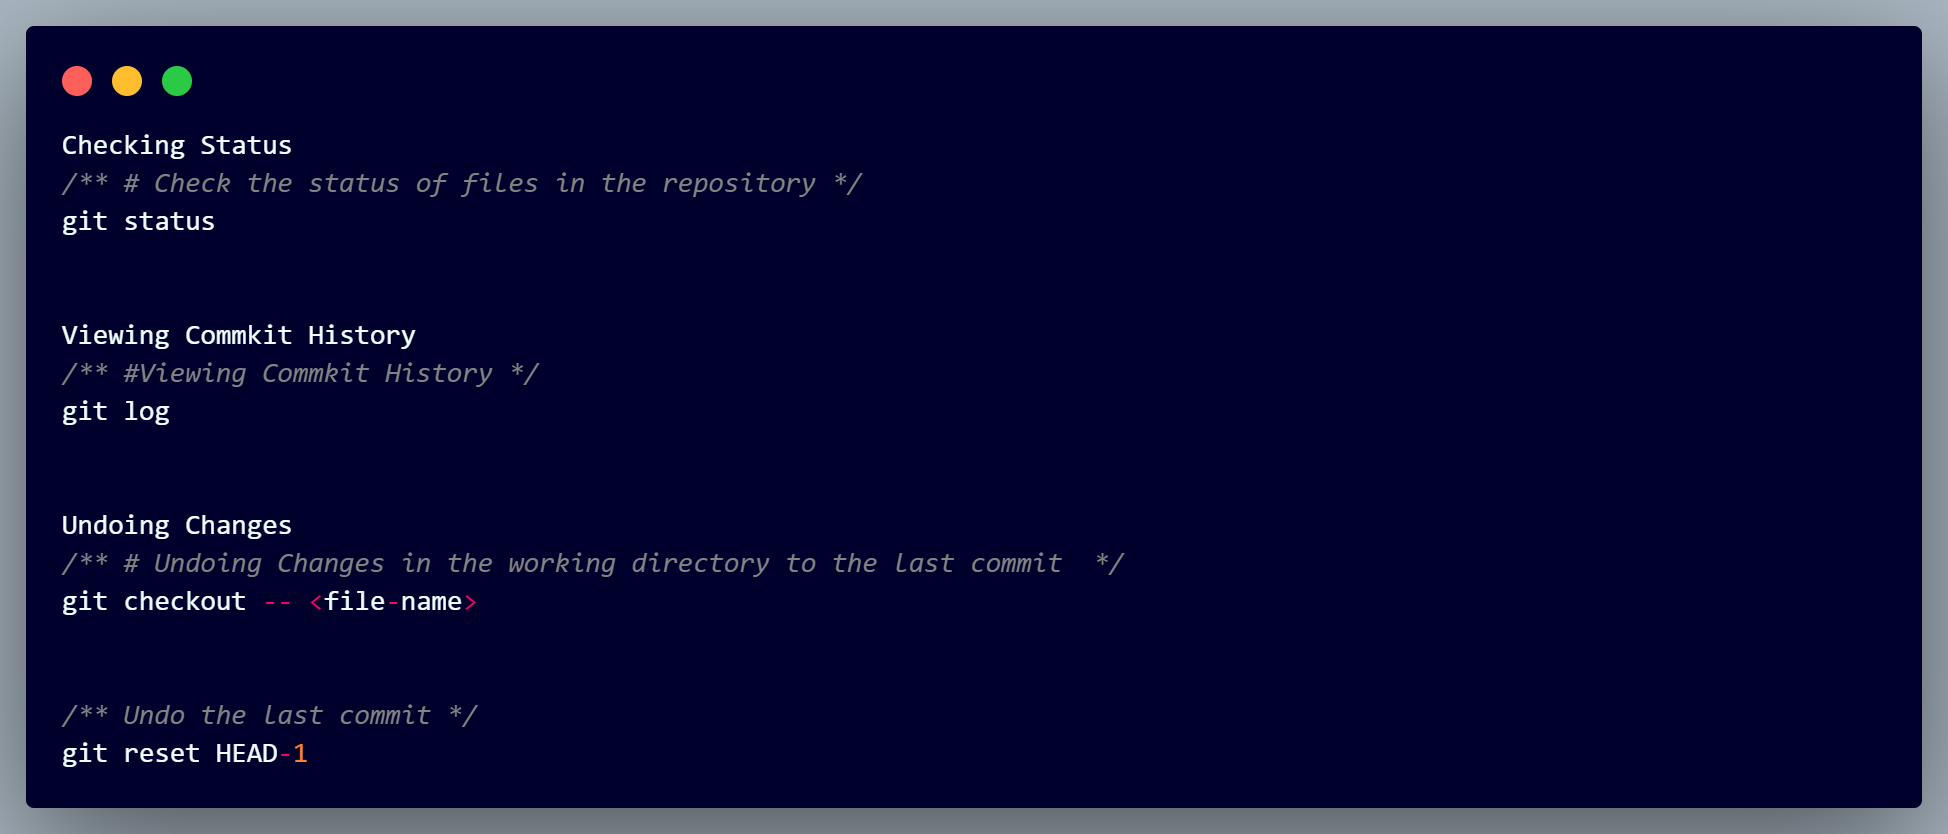 Checking Status
/** # Check the status of files in the repository */
git status
Viewing Commkit History
/** #Viewing Commkit History */
git log
Undoing Changes
/** # Undoing Changes in the working directory to the last commit  */
git checkout -- <file-name>
/** Undo the last commit */
git reset HEAD-1